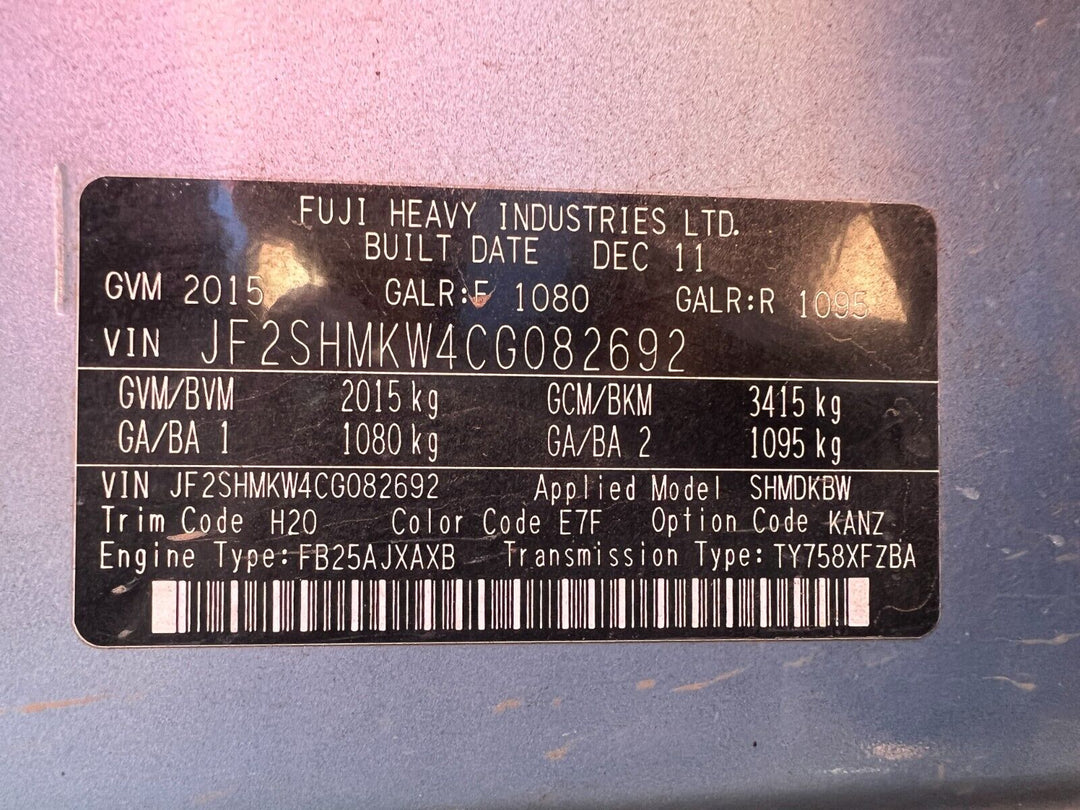 FUJI HEAVY INDUSTRIES LTD.
BUILT DATE DEC 11
GVM 2015 GALR:F 1080 GALR:R 1095
VIN JF2SHMKW4CG082692
GVM/BVM 2015 kg GCM/BKM 3415 kg
GA/BA 1 1080 kg GA/BA 2 1095 kg
VIN JF2SHMKW4CG082692 Applied Model SHMDKBW
Trim Code H20 Color Code E7F Option Code KANZ
Engine Type:FB25AJXAXB Transmission Type:TY758XFZBA